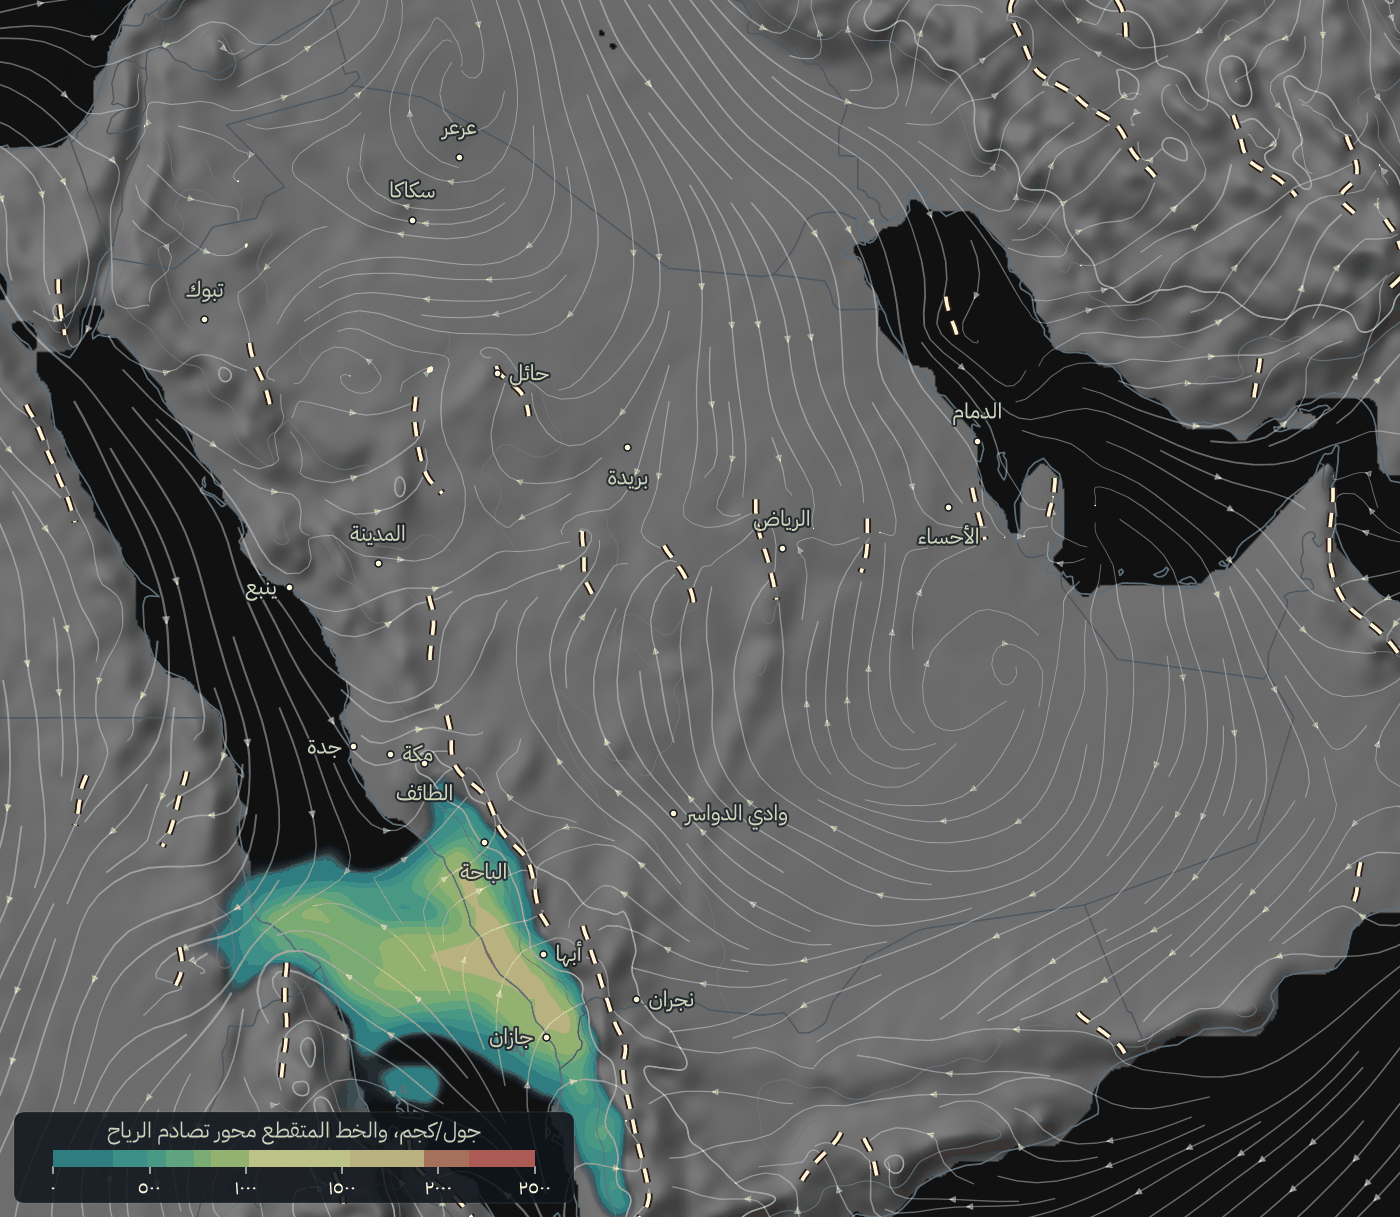 عرعر
سكاكا
تبوك
حائل
الدمام
بريدة
الرياض
الأحساء
المدينة
ينبع
جدة
مكة
الطائف
وادي الدواسر
الباحة
أبها
نجران
جازان
جول/كجم، والخط المتقطع محور تصادم الرياح
٠ ٥٠٠ ١٠٠٠ ١٥٠٠ ٢٠٠٠ ٢٥٠٠